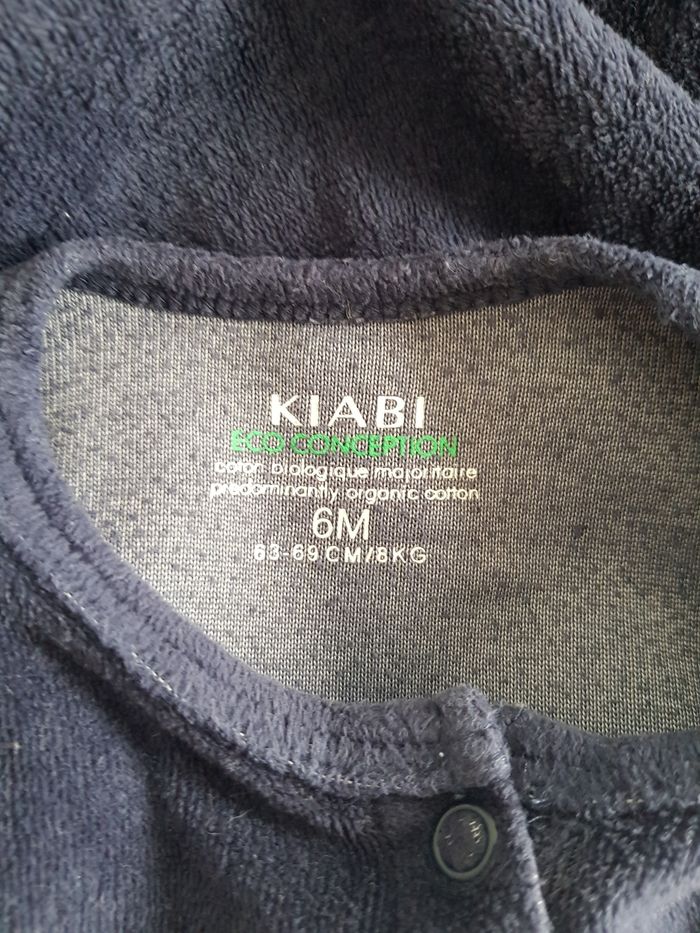 KIABI
ECO CONCEPTION
coton biologique majoritaire
predominantly organic cotton
6M
63-69 CM/8KG